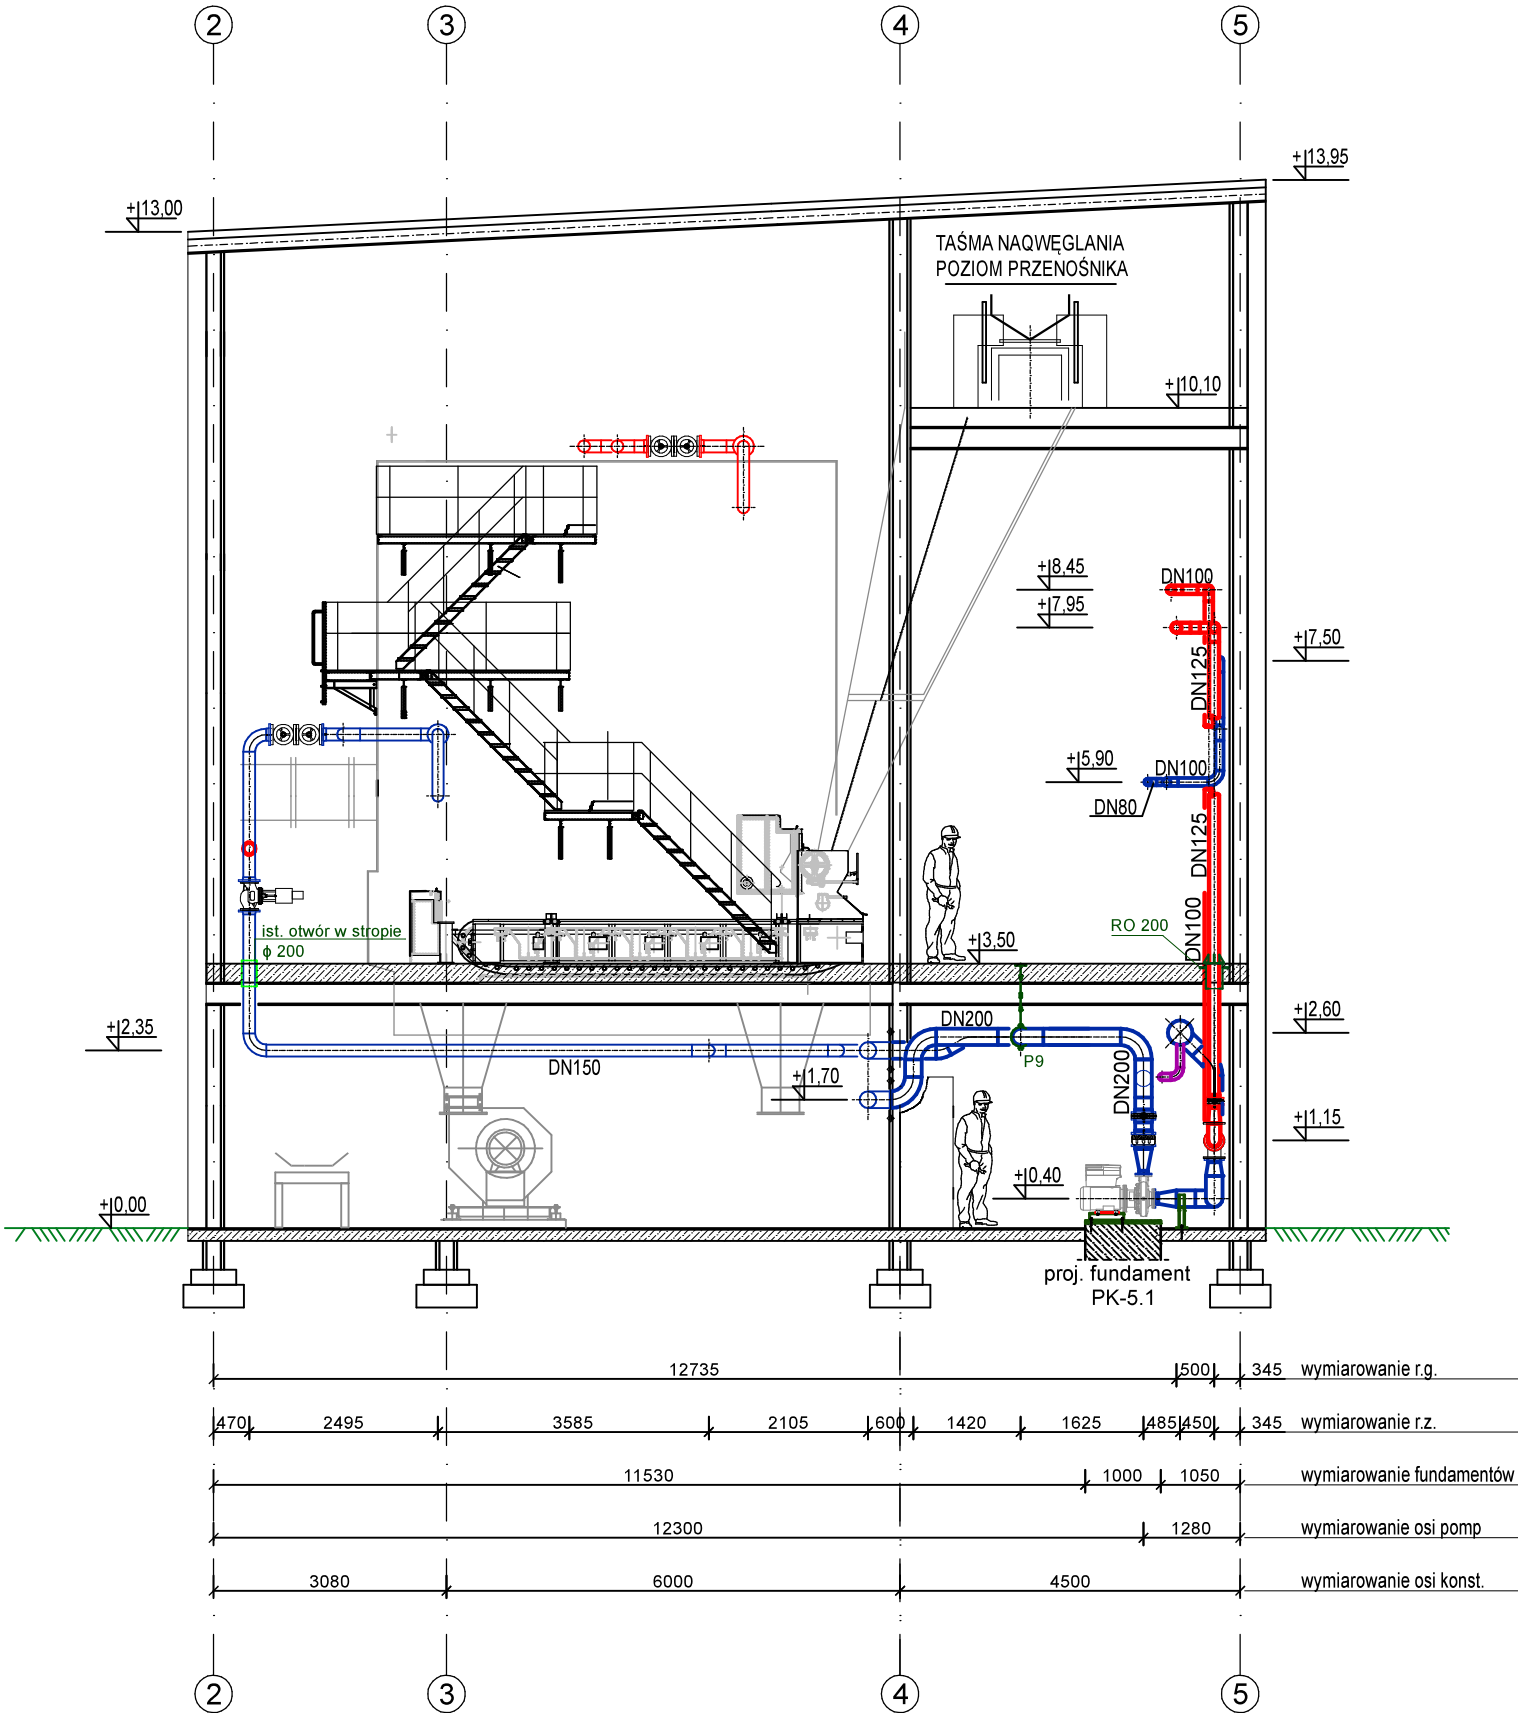 2 3 4 5
+13,95
+13,00
TAŚMA NAQWĘGLANIA
POZIOM PRZENOŚNIKA
+10,10
+8,45
DN100
+7,95
+7,50
DN125
+5,90
DN100
DN80
DN125
DN100
RO 200
ist. otwór w stropie
ϕ 200
+3,50
+2,35
DN200
+2,60
DN150
P9
DN200
+1,70
+1,15
+0,40
+0,00
proj. fundament
PK-5.1
12735 500 345 wymiarowanie r.g.
470 2495 3585 2105 600 1420 1625 485 450 345 wymiarowanie r.z.
11530 1000 1050 wymiarowanie fundamentów
12300 1280 wymiarowanie osi pomp
3080 6000 4500 wymiarowanie osi konst.
2 3 4 5